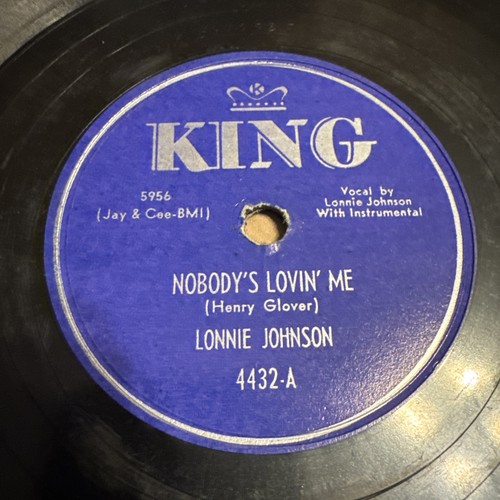 K
KING
5956
(Jay & Cee-BMI)
Vocal by
Lonnie Johnson
With Instrumental
NOBODY'S LOVIN' ME
(Henry Glover)
LONNIE JOHNSON
4432-A